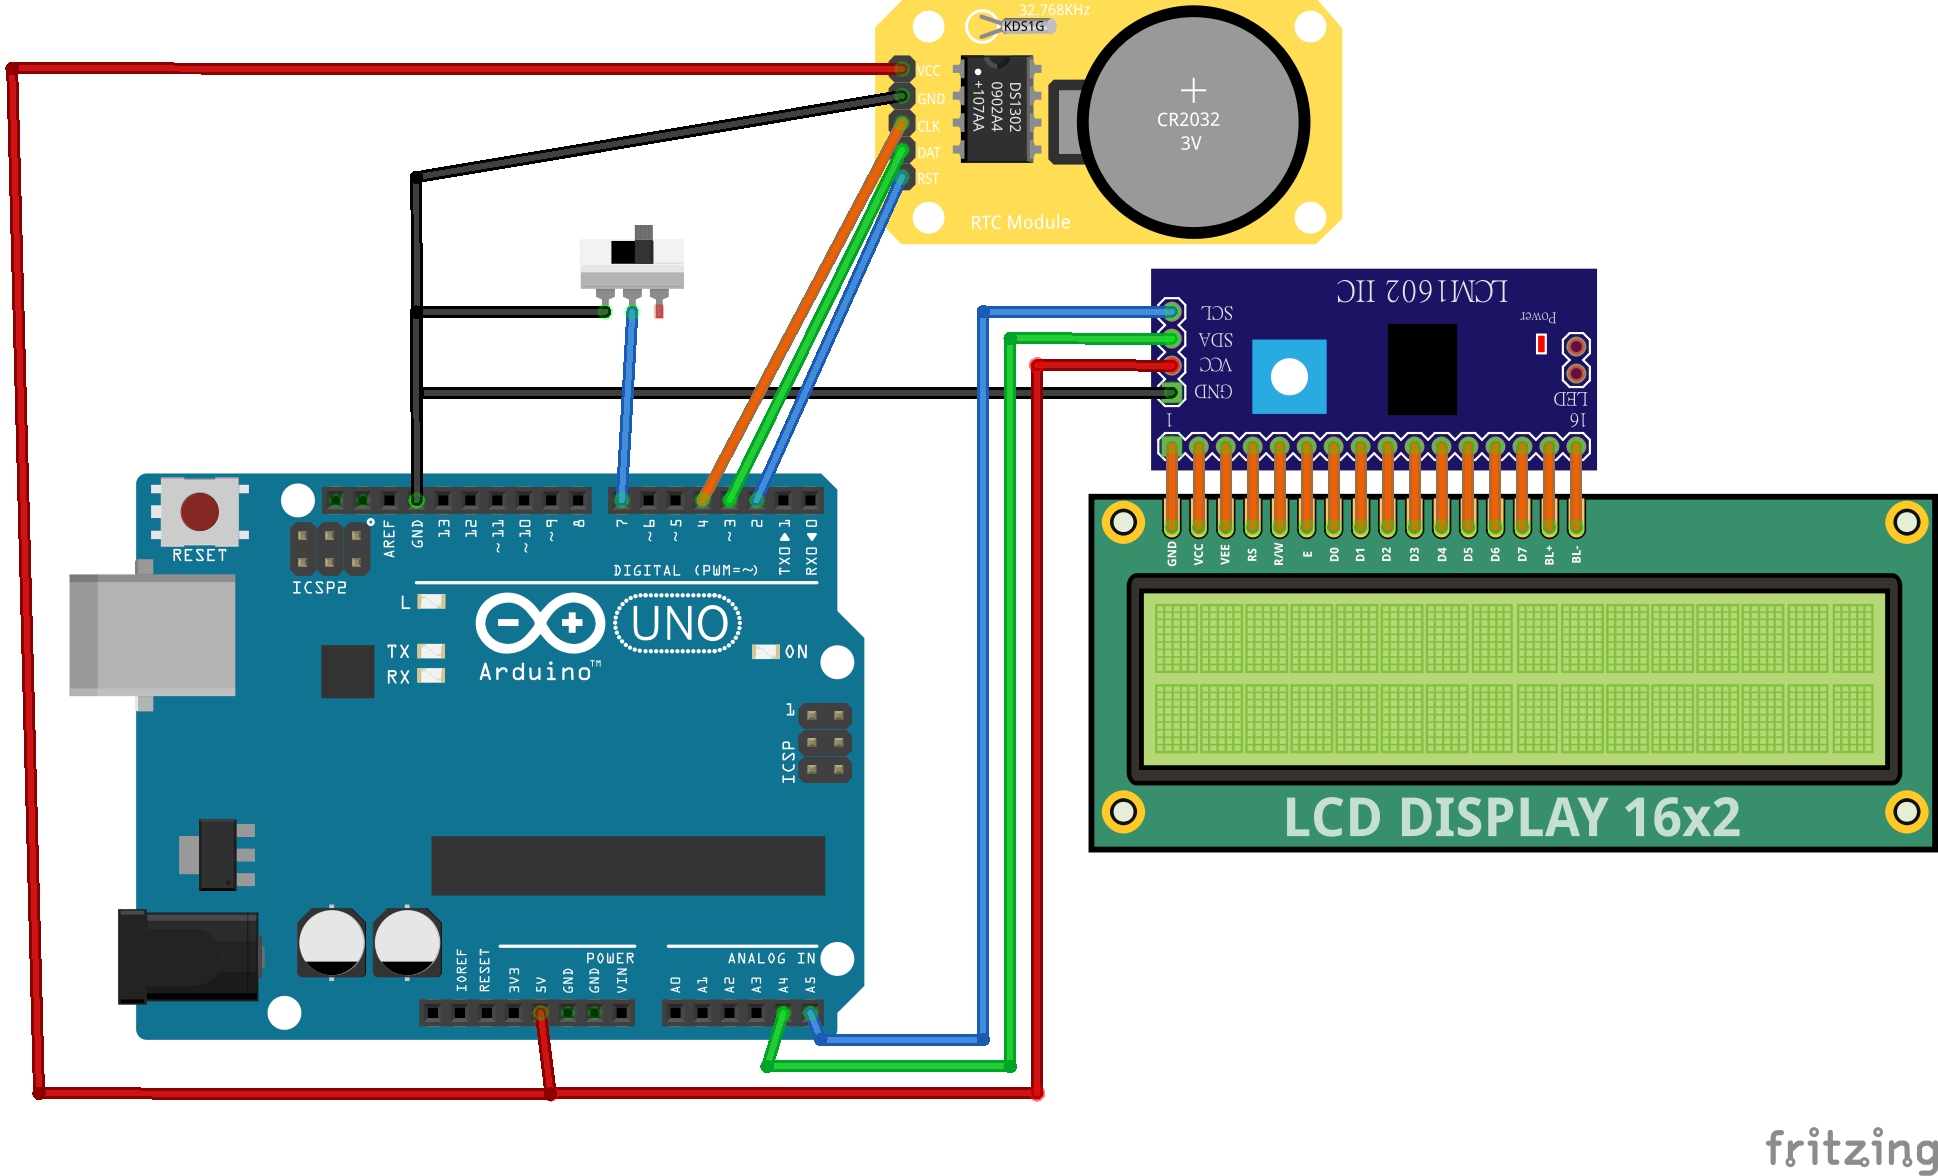 32.768KHz
KDS1G
VCC
GND
CLK
DAT
RST
DS1302
0902A4
+107AA
CR2032
3V
RTC Module
LCM1602 IIC
SCL
SDA
VCC
GND
Power
LED
1
16
GND
VCC
VEE
RS
R/W
E
D0
D1
D2
D3
D4
D5
D6
D7
BL+
BL-
LCD DISPLAY 16x2
RESET
ICSP2
AREF
GND
13
12
~11
~10
~9
8
7
~6
~5
4
~3
2
TX0▶1
RX0◀0
DIGITAL (PWM=~)
L
TX
RX
Arduino™
UNO
ON
1
ICSP
POWER
ANALOG IN
IOREF
RESET
3V3
5V
GND
GND
VIN
A0
A1
A2
A3
A4
A5
fritzing